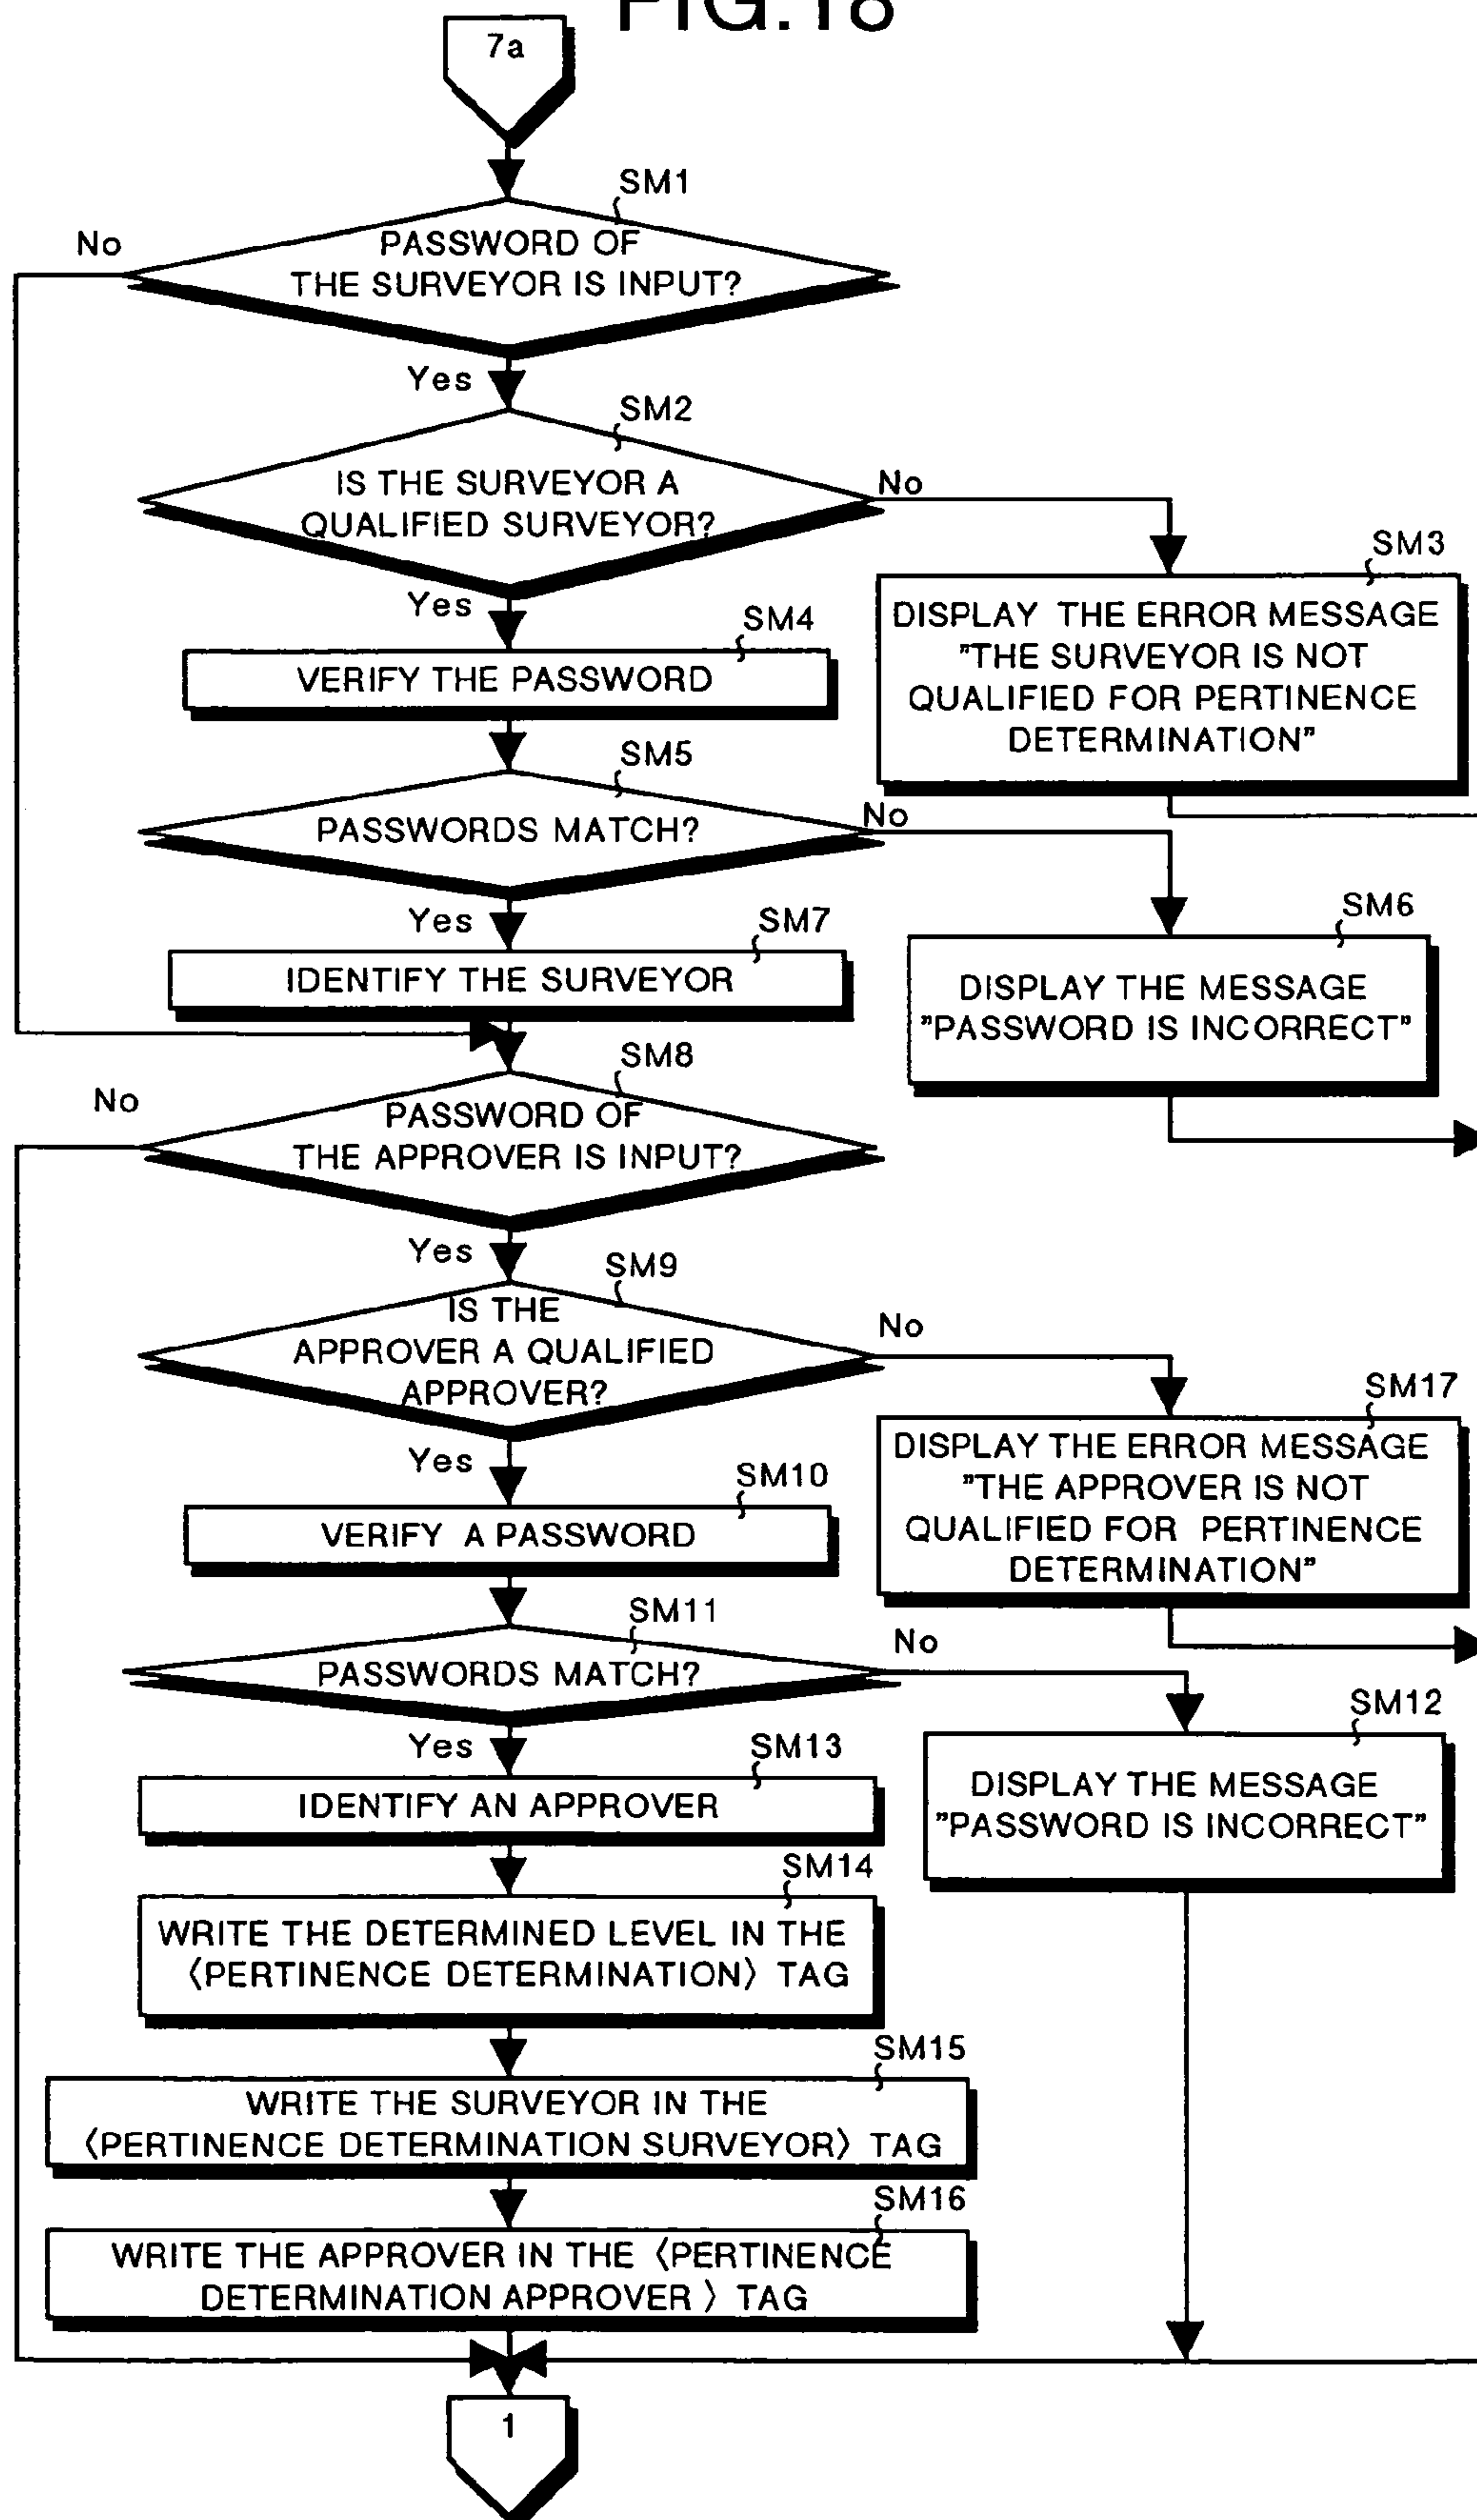 FIG.18
7a
SM1
No
PASSWORD OF
THE SURVEYOR IS INPUT?
Yes
SM2
IS THE SURVEYOR A
QUALIFIED SURVEYOR?
No
SM3
DISPLAY THE ERROR MESSAGE
"THE SURVEYOR IS NOT
QUALIFIED FOR PERTINENCE
DETERMINATION"
Yes
SM4
VERIFY THE PASSWORD
SM5
PASSWORDS MATCH?
No
SM6
DISPLAY THE MESSAGE
"PASSWORD IS INCORRECT"
Yes
SM7
IDENTIFY THE SURVEYOR
SM8
No
PASSWORD OF
THE APPROVER IS INPUT?
Yes
SM9
IS THE
APPROVER A QUALIFIED
APPROVER?
No
SM17
DISPLAY THE ERROR MESSAGE
"THE APPROVER IS NOT
QUALIFIED FOR PERTINENCE
DETERMINATION"
Yes
SM10
VERIFY A PASSWORD
SM11
PASSWORDS MATCH?
No
SM12
DISPLAY THE MESSAGE
"PASSWORD IS INCORRECT"
Yes
SM13
IDENTIFY AN APPROVER
SM14
WRITE THE DETERMINED LEVEL IN THE
〈PERTINENCE DETERMINATION〉 TAG
SM15
WRITE THE SURVEYOR IN THE
〈PERTINENCE DETERMINATION SURVEYOR〉 TAG
SM16
WRITE THE APPROVER IN THE 〈PERTINENCE
DETERMINATION APPROVER 〉 TAG
1